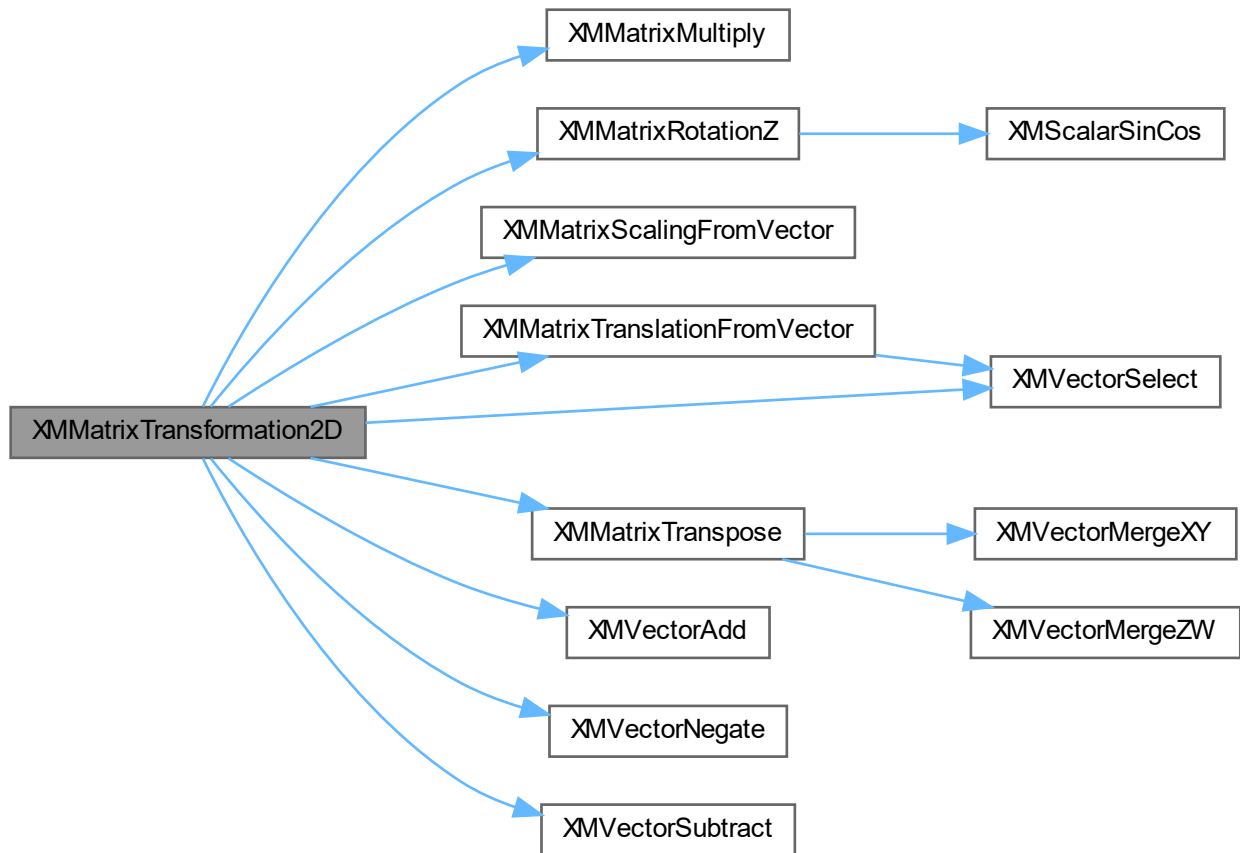 XMMatrixMultiply
XMMatrixRotationZ
XMScalarSinCos
XMMatrixScalingFromVector
XMMatrixTranslationFromVector
XMVectorSelect
XMMatrixTransformation2D
XMMatrixTranspose
XMVectorMergeXY
XMVectorAdd
XMVectorMergeZW
XMVectorNegate
XMVectorSubtract